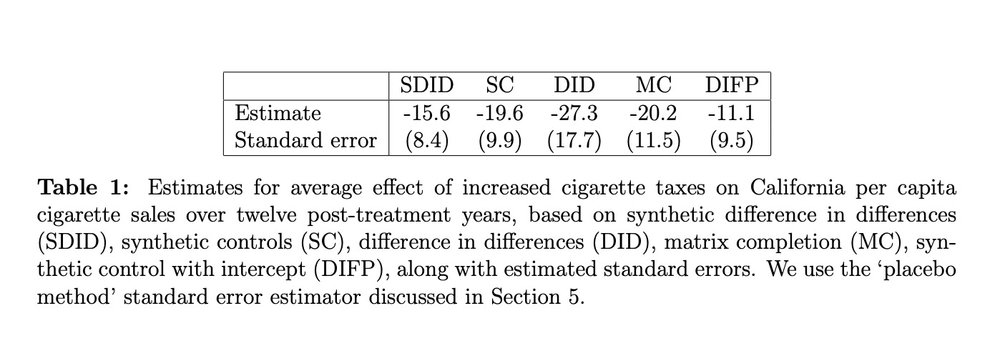 SDID SC DID MC DIFP
Estimate -15.6 -19.6 -27.3 -20.2 -11.1
Standard error (8.4) (9.9) (17.7) (11.5) (9.5)
Table 1: Estimates for average effect of increased cigarette taxes on California per capita
cigarette sales over twelve post-treatment years, based on synthetic difference in differences
(SDID), synthetic controls (SC), difference in differences (DID), matrix completion (MC), syn-
thetic control with intercept (DIFP), along with estimated standard errors. We use the ‘placebo
method’ standard error estimator discussed in Section 5.